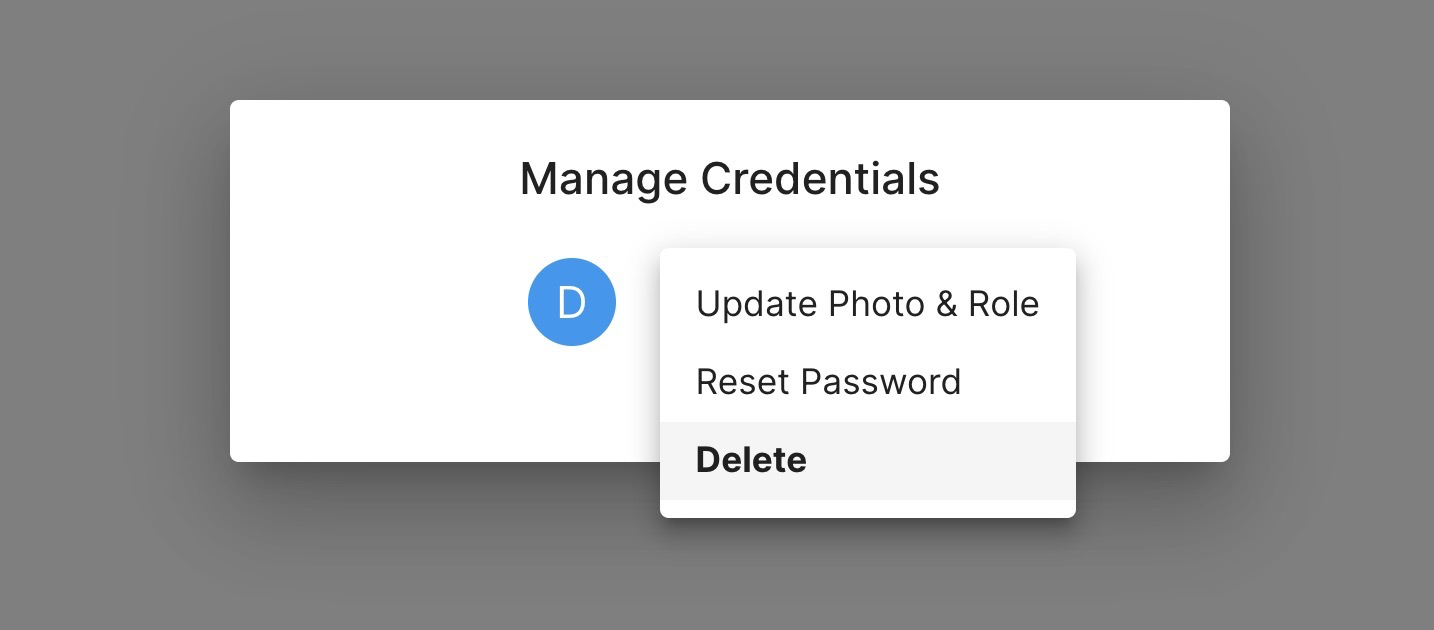 Manage Credentials
D
Update Photo & Role
Reset Password
Delete